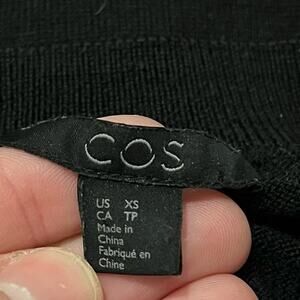 COS
US XS
CA TP
Made in
China
Fabriqué en
Chine